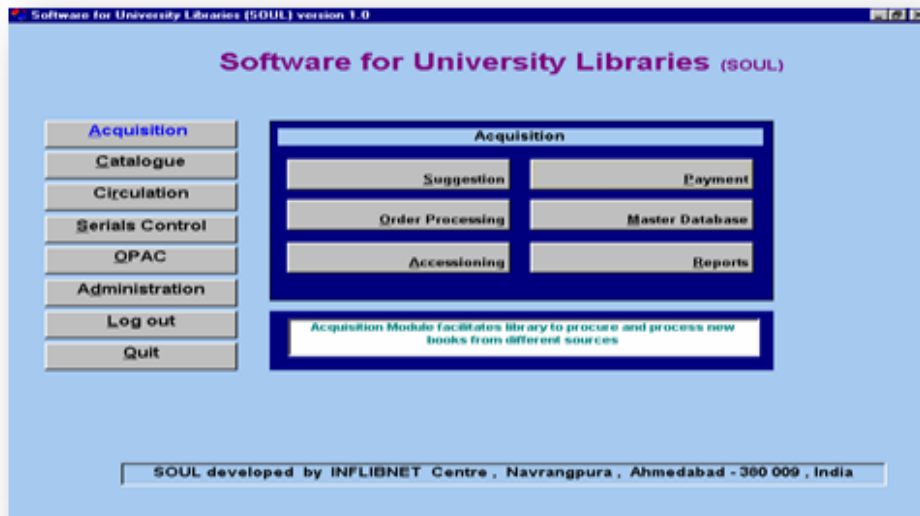 Software for University Libraries (SOUL) version 1.0
Software for University Libraries (SOUL)
Acquisition
Catalogue
Circulation
Serials Control
OPAC
Administration
Log out
Quit
Acquisition
Suggestion
Payment
Order Processing
Master Database
Accessioning
Reports
Acquisition Module facilitates library to procure and process new
books from different sources
SOUL developed by INFLIBNET Centre , Navrangpura , Ahmedabad - 380 009 , India